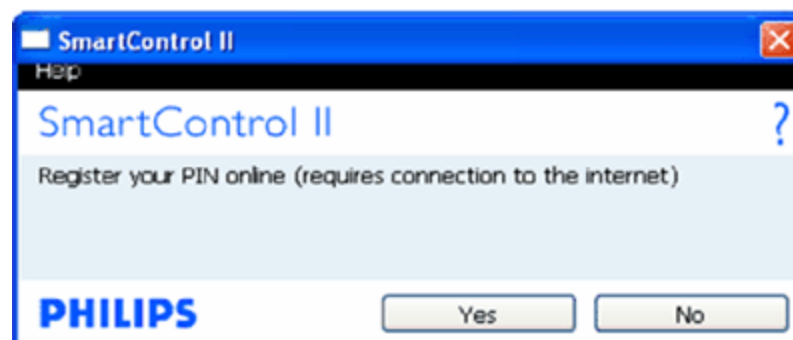 SmartControl II
Help
SmartControl II ?
Register your PIN online (requires connection to the internet)
PHILIPS Yes No